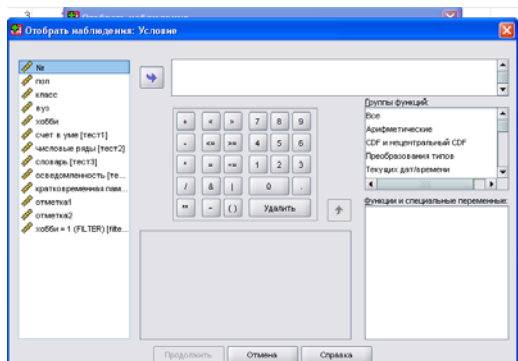 3
Отобрать наблюдения: Условие
№
пол
класс
вуз
хобби
счет в уме [тест1]
числовые ряды [тест2]
словарь [тест3]
осведомленность [те...
кратковременная пам...
отметка1
отметка2
хобби = 1 (FILTER) [filte...
+ < > 7 8 9
- <= >= 4 5 6
* = ~= 1 2 3
/ & | 0 .
** ~ ( ) Удалить
Группы функций:
Все
Арифметические
CDF и нецентральный CDF
Преобразования типов
Текущих дат/времени
Функции и специальные переменные:
Продолжить Отмена Справка